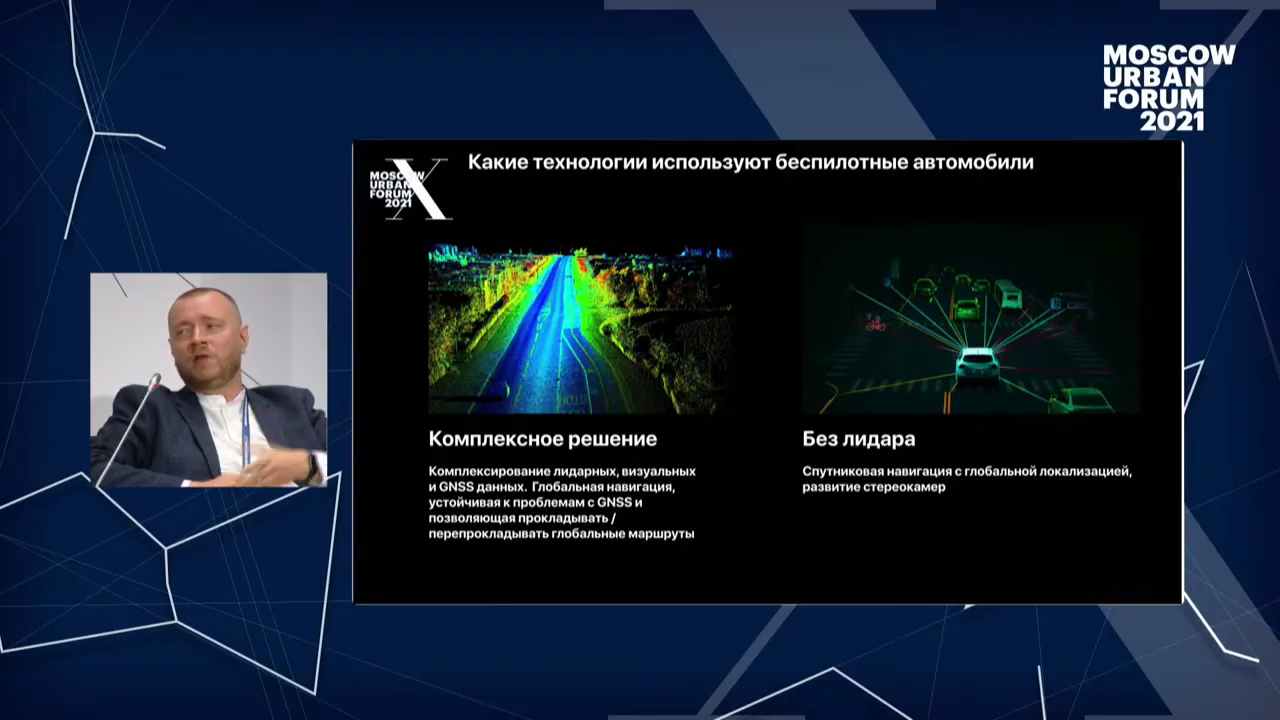 MOSCOW
URBAN
FORUM
2021
Какие технологии используют беспилотные автомобили
MOSCOW
URBAN
FORUM
2021
X
Комплексное решение
Комплексирование лидарных, визуальных
и GNSS данных. Глобальная навигация,
устойчивая к проблемам с GNSS и
позволяющая прокладывать /
перепрокладывать глобальные маршруты
Без лидара
Спутниковая навигация с глобальной локализацией,
развитие стереокамер